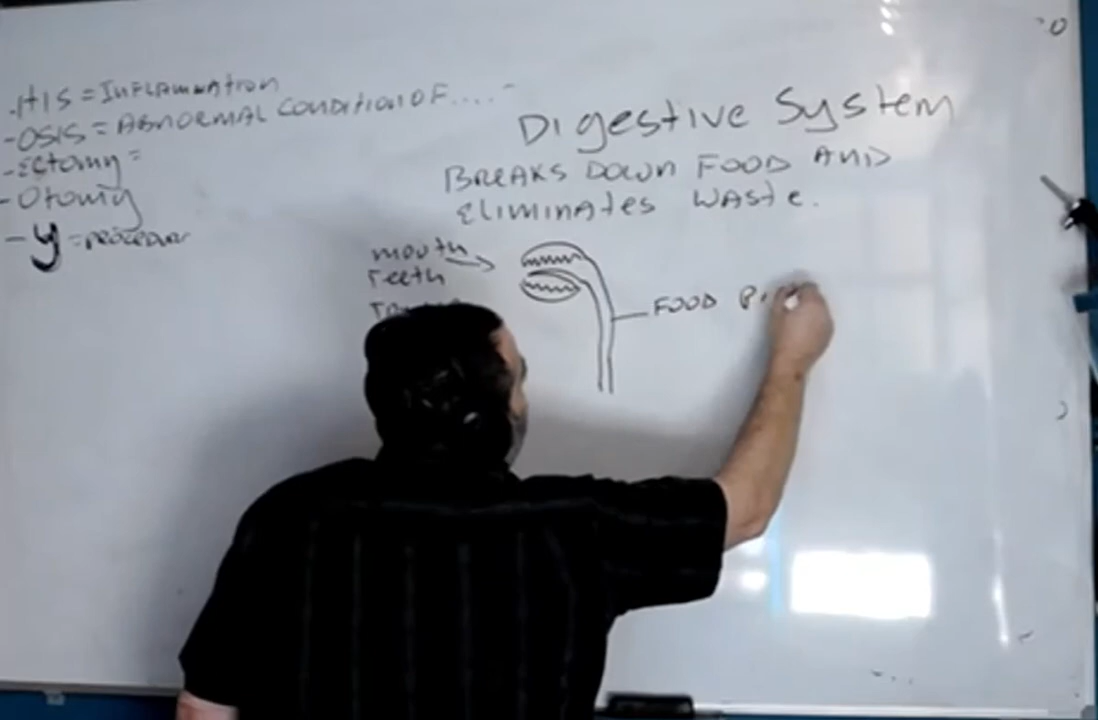 -itis = INFLAMMATION
-OSIS = ABNORMAL CONDITION OF....
-Ectomy =
-Otomy
-y = procedure
Digestive System
BREAKS DOWN FOOD AND
ELIMINATES WASTE.
mouth
Teeth
FOOD